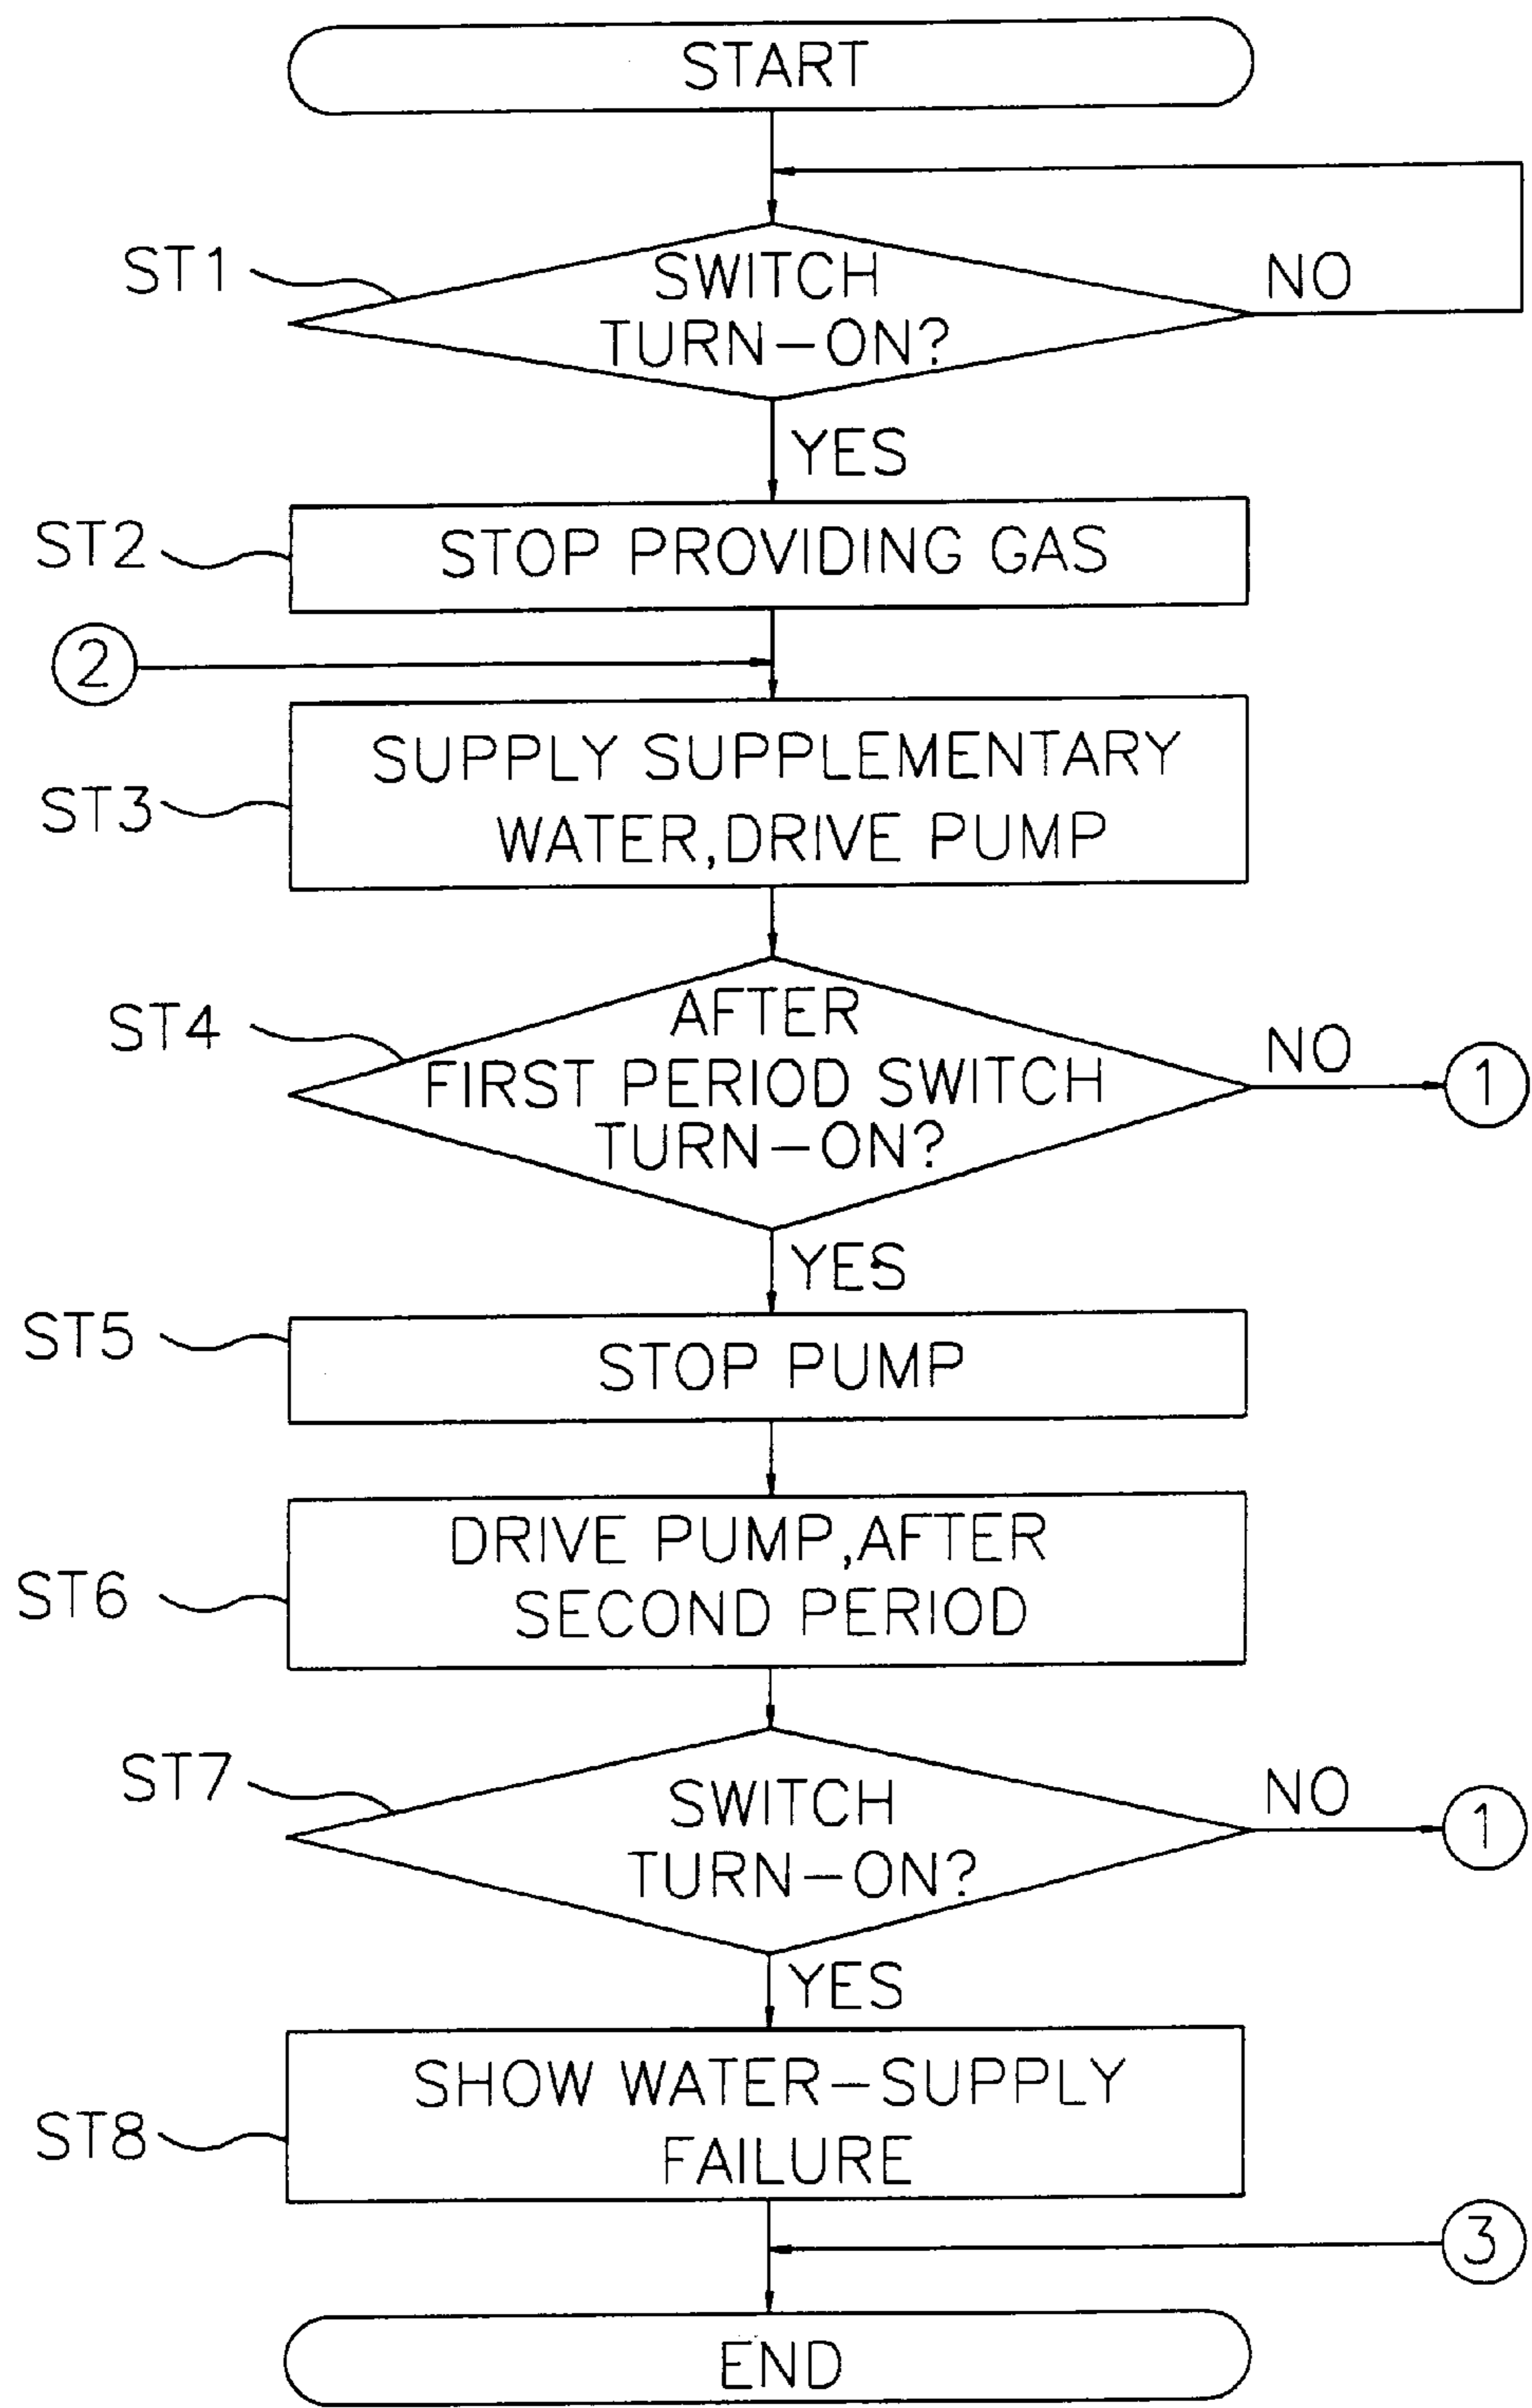 START
ST1
SWITCH
TURN-ON?
NO
YES
ST2
STOP PROVIDING GAS
2
ST3
SUPPLY SUPPLEMENTARY
WATER,DRIVE PUMP
ST4
AFTER
FIRST PERIOD SWITCH
TURN-ON?
NO
1
YES
ST5
STOP PUMP
ST6
DRIVE PUMP,AFTER
SECOND PERIOD
ST7
SWITCH
TURN-ON?
NO
1
YES
ST8
SHOW WATER-SUPPLY
FAILURE
3
END